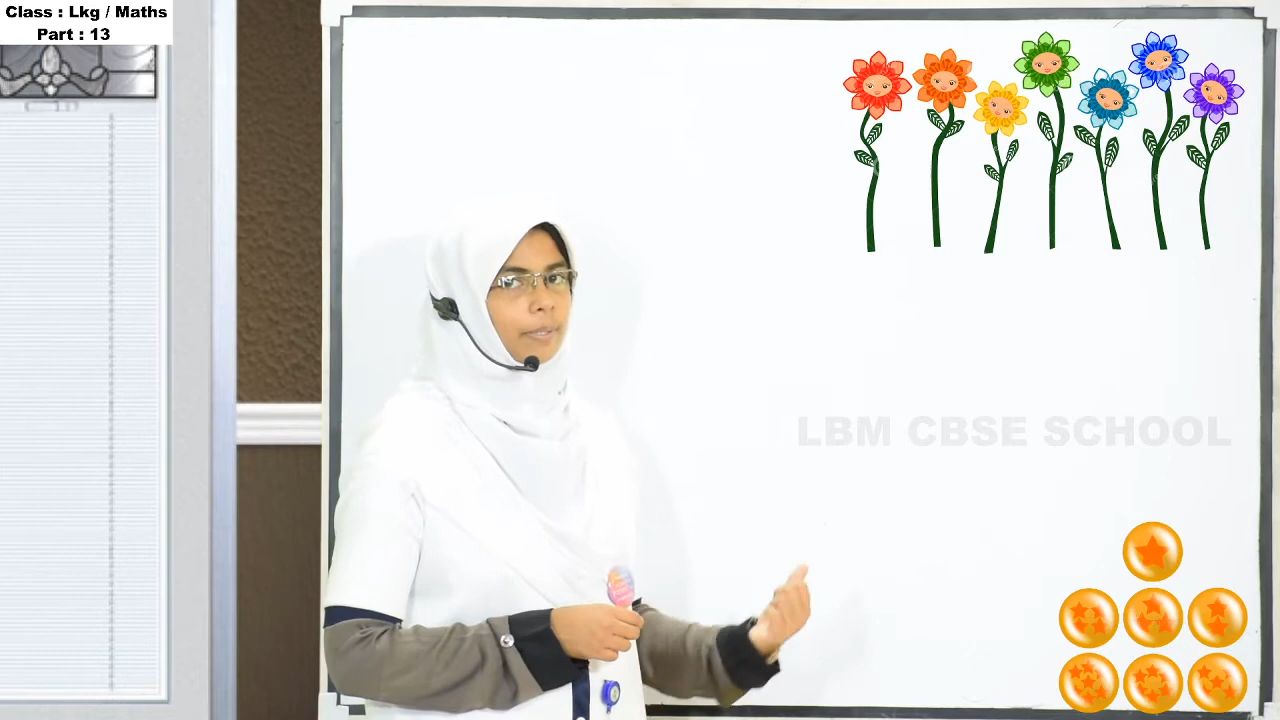 Class : Lkg / Maths
Part : 13
LBM CBSE SCHOOL